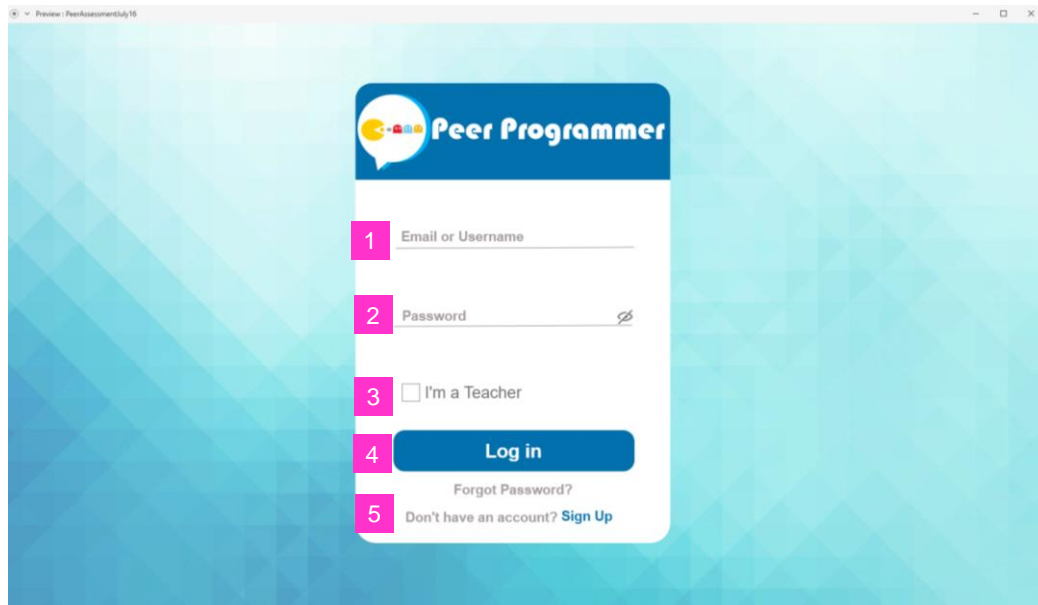 Preview : PeerAssessmentJuly16
Peer Programmer
1 Email or Username
2 Password
3 I'm a Teacher
4 Log in
Forgot Password?
5 Don't have an account? Sign Up